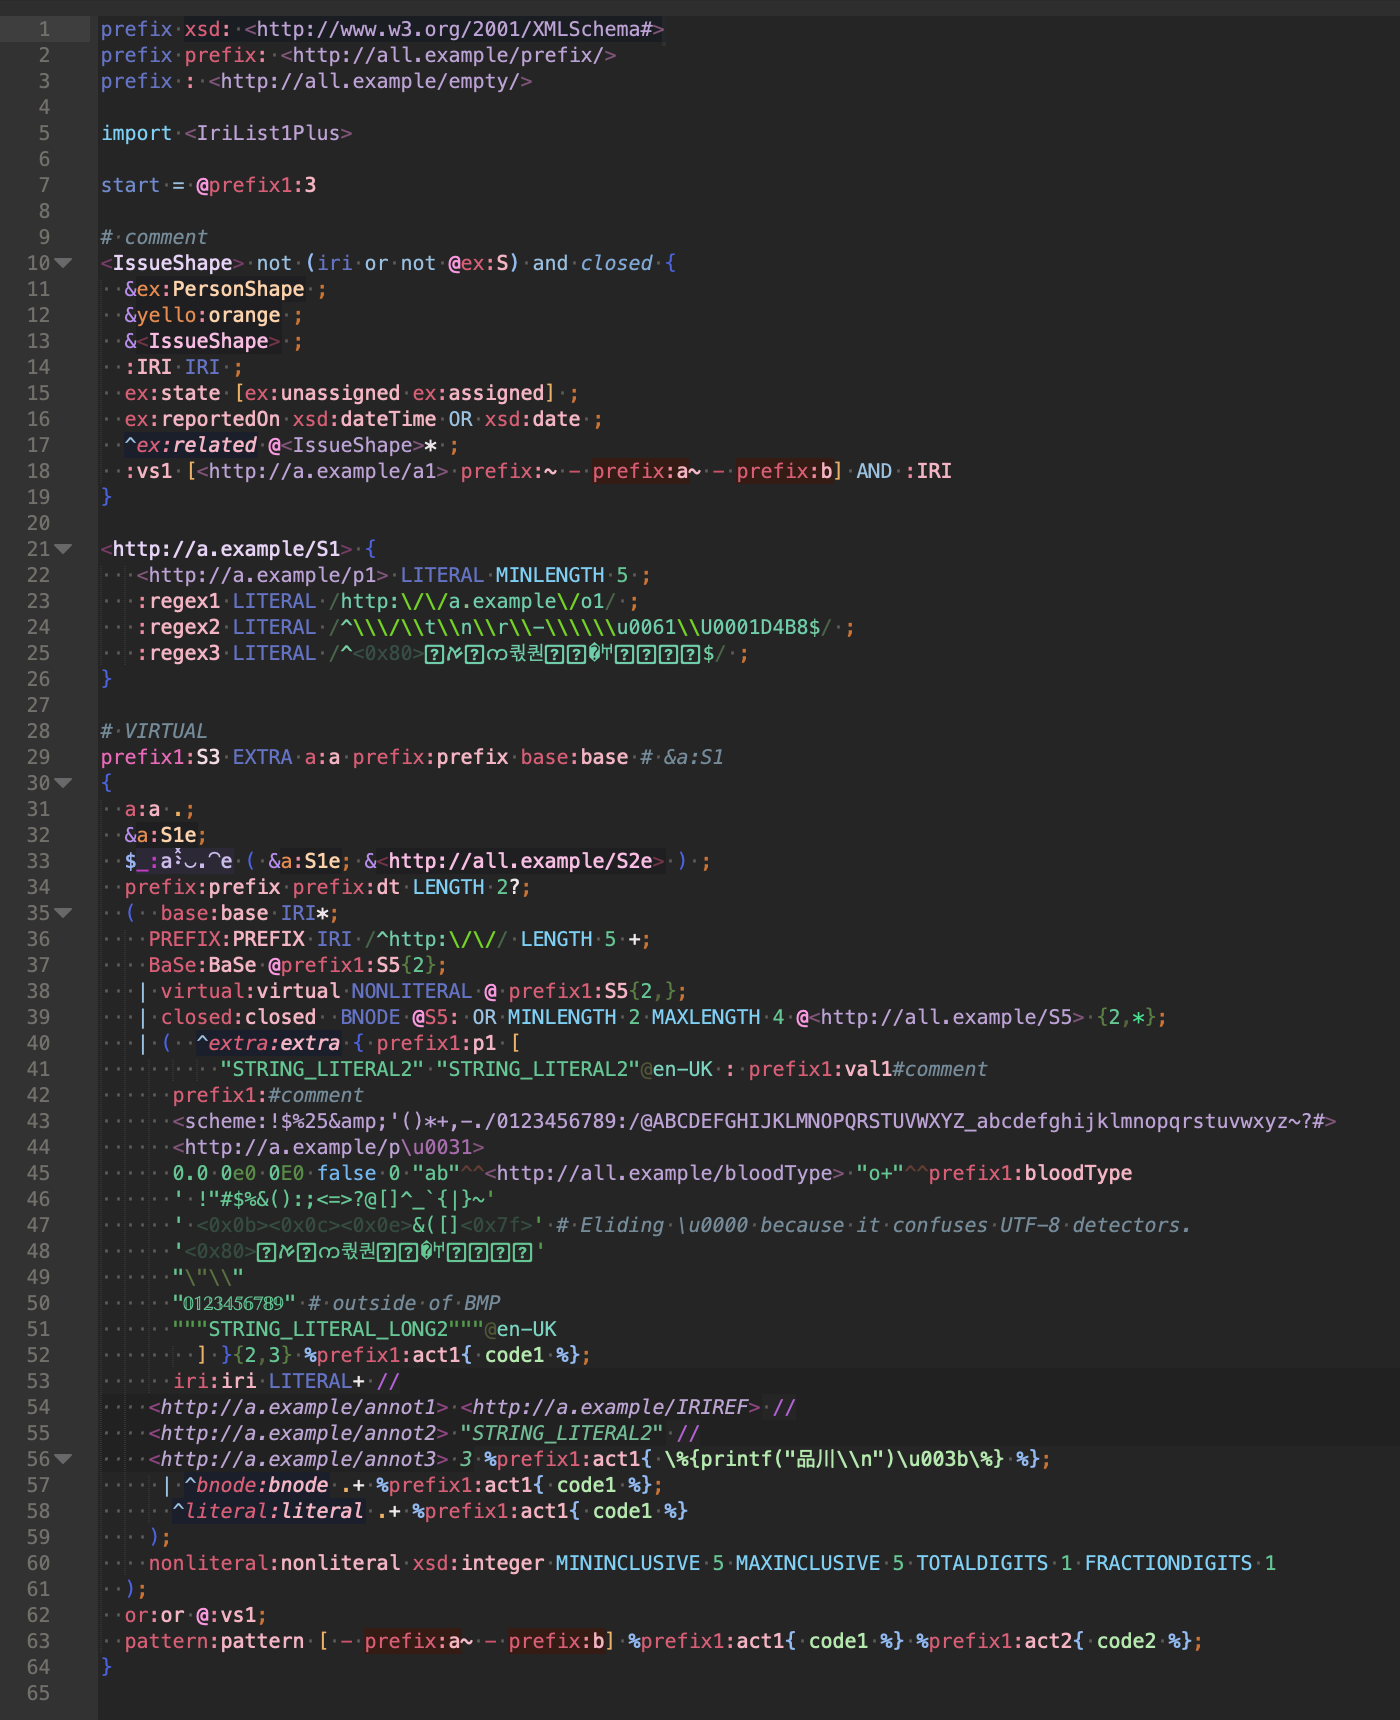 1 prefix xsd: <http://www.w3.org/2001/XMLSchema#>
2 prefix prefix: <http://all.example/prefix/>
3 prefix : <http://all.example/empty/>
4
5 import <IriList1Plus>
6
7 start = @prefix1:3
8
9 # comment
10 <IssueShape> not (iri or not @ex:S) and closed {
11 &ex:PersonShape ;
12 &yello:orange ;
13 &<IssueShape> ;
14 :IRI IRI ;
15 ex:state [ex:unassigned ex:assigned] ;
16 ex:reportedOn xsd:dateTime OR xsd:date ;
17 ^ex:related @<IssueShape>* ;
18 :vs1 [<http://a.example/a1> prefix:~ - prefix:a~ - prefix:b] AND :IRI
19 }
20
21 <http://a.example/S1> {
22 <http://a.example/p1> LITERAL MINLENGTH 5 ;
23 :regex1 LITERAL /http:\/\/a.example\/o1/ ;
24 :regex2 LITERAL /^\\\/\\t\\n\\r\\-\\\\\\u0061\\U0001D4B8$/ ;
25 :regex3 LITERAL /^<0x80>$/ ;
26 }
27
28 # VIRTUAL
29 prefix1:S3 EXTRA a:a prefix:prefix base:base # &a:S1
30 {
31 a:a .;
32 &a:S1e;
33 ( &a:S1e; &<http://all.example/S2e> ) ;
34 prefix:prefix prefix:dt LENGTH 2?;
35 ( base:base IRI*;
36 PREFIX:PREFIX IRI /^http:\/\// LENGTH 5 +;
37 BaSe:BaSe @prefix1:S5{2};
38 | virtual:virtual NONLITERAL @ prefix1:S5{2,};
39 | closed:closed BNODE @S5: OR MINLENGTH 2 MAXLENGTH 4 @<http://all.example/S5> {2,*};
40 | ( ^extra:extra { prefix1:p1 [
41 "STRING_LITERAL2" "STRING_LITERAL2"@en-UK : prefix1:val1#comment
42 prefix1:#comment
43 <scheme:!$%25&amp;'()*+,-./0123456789:/@ABCDEFGHIJKLMNOPQRSTUVWXYZ_abcdefghijklmnopqrstuvwxyz~?#>
44 <http://a.example/p\u0031>
45 0.0 0e0 0E0 false 0 "ab"^^<http://all.example/bloodType> "o+"^^prefix1:bloodType
46 ' !"#$%&():;<=>?@[]^_`{|}~'
47 ' <0x0b><0x0c><0x0e>&([]<0x7f>' # Eliding \u0000 because it confuses UTF-8 detectors.
48 '<0x80>'
49 "\"\\"
50 "𝟘𝟙𝟚𝟛𝟜𝟝𝟞𝟟𝟠𝟡" # outside of BMP
51 """STRING_LITERAL_LONG2"""@en-UK
52 ] }{2,3} %prefix1:act1{ code1 %};
53 iri:iri LITERAL+ //
54 <http://a.example/annot1> <http://a.example/IRIREF> //
55 <http://a.example/annot2> "STRING_LITERAL2" //
56 <http://a.example/annot3> 3 %prefix1:act1{ \%{printf("品川\\n")\u003b\%} %};
57 | ^bnode:bnode .+ %prefix1:act1{ code1 %};
58 ^literal:literal .+ %prefix1:act1{ code1 %}
59 );
60 nonliteral:nonliteral xsd:integer MININCLUSIVE 5 MAXINCLUSIVE 5 TOTALDIGITS 1 FRACTIONDIGITS 1
61 );
62 or:or @:vs1;
63 pattern:pattern [ - prefix:a~ - prefix:b] %prefix1:act1{ code1 %} %prefix1:act2{ code2 %};
64 }
65